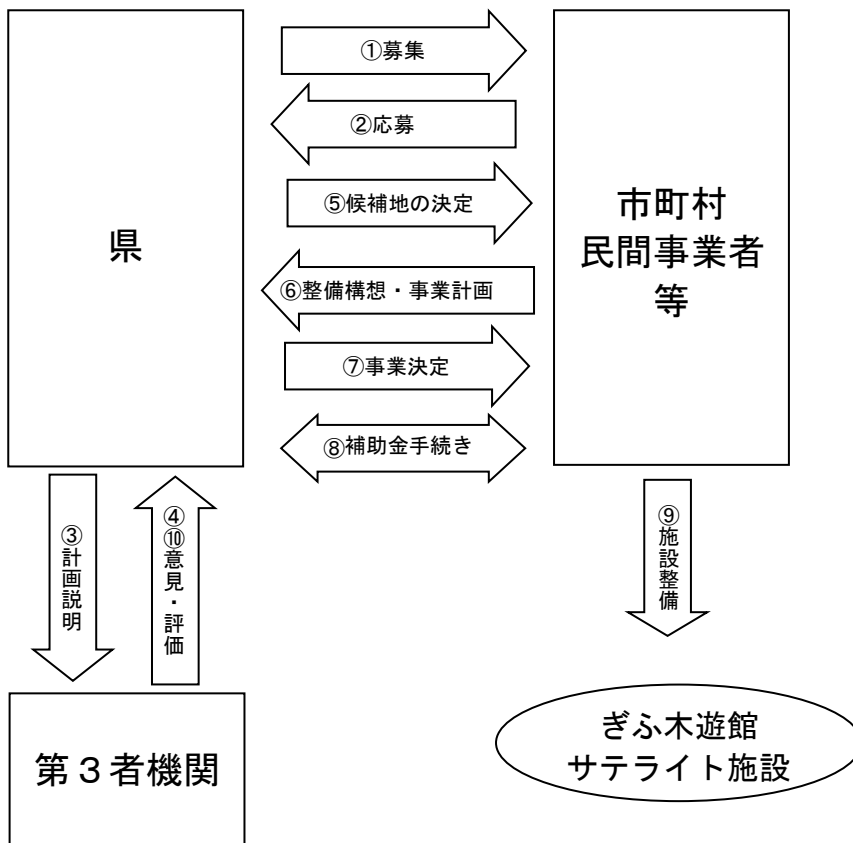 ①募集
②応募
⑤候補地の決定
⑥整備構想・事業計画
⑦事業決定
⑧補助金手続き
県
市町村
民間事業者
等
③計画説明
④⑩意見・評価
⑨施設整備
第３者機関
ぎふ木遊館
サテライト施設